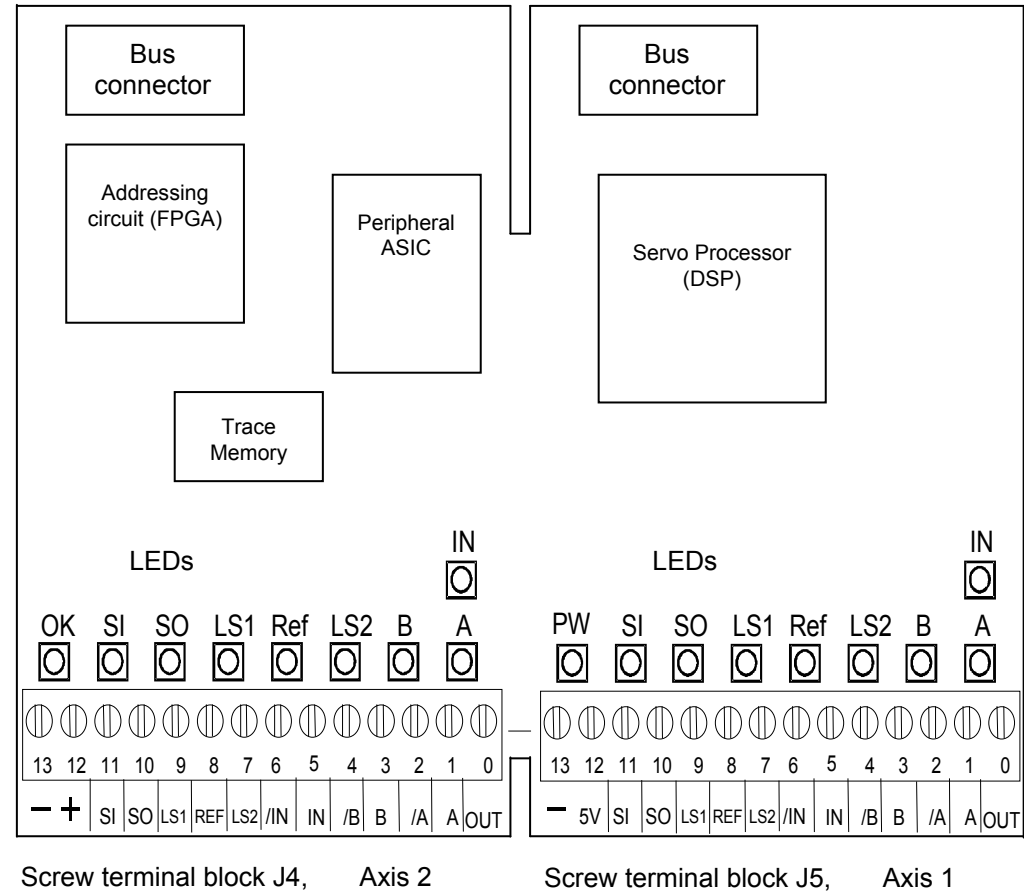 Bus
connector
Bus
connector
Addressing
circuit (FPGA)
Peripheral
ASIC
Servo Processor
(DSP)
Trace
Memory
LEDs
IN
LEDs
IN
OK SI SO LS1 Ref LS2 B A
PW SI SO LS1 Ref LS2 B A
13 12 11 10 9 8 7 6 5 4 3 2 1 0
13 12 11 10 9 8 7 6 5 4 3 2 1 0
− + SI SO LS1 REF LS2 /IN IN /B B /A A OUT
− 5V SI SO LS1 REF LS2 /IN IN /B B /A A OUT
Screw terminal block J4, Axis 2
Screw terminal block J5, Axis 1